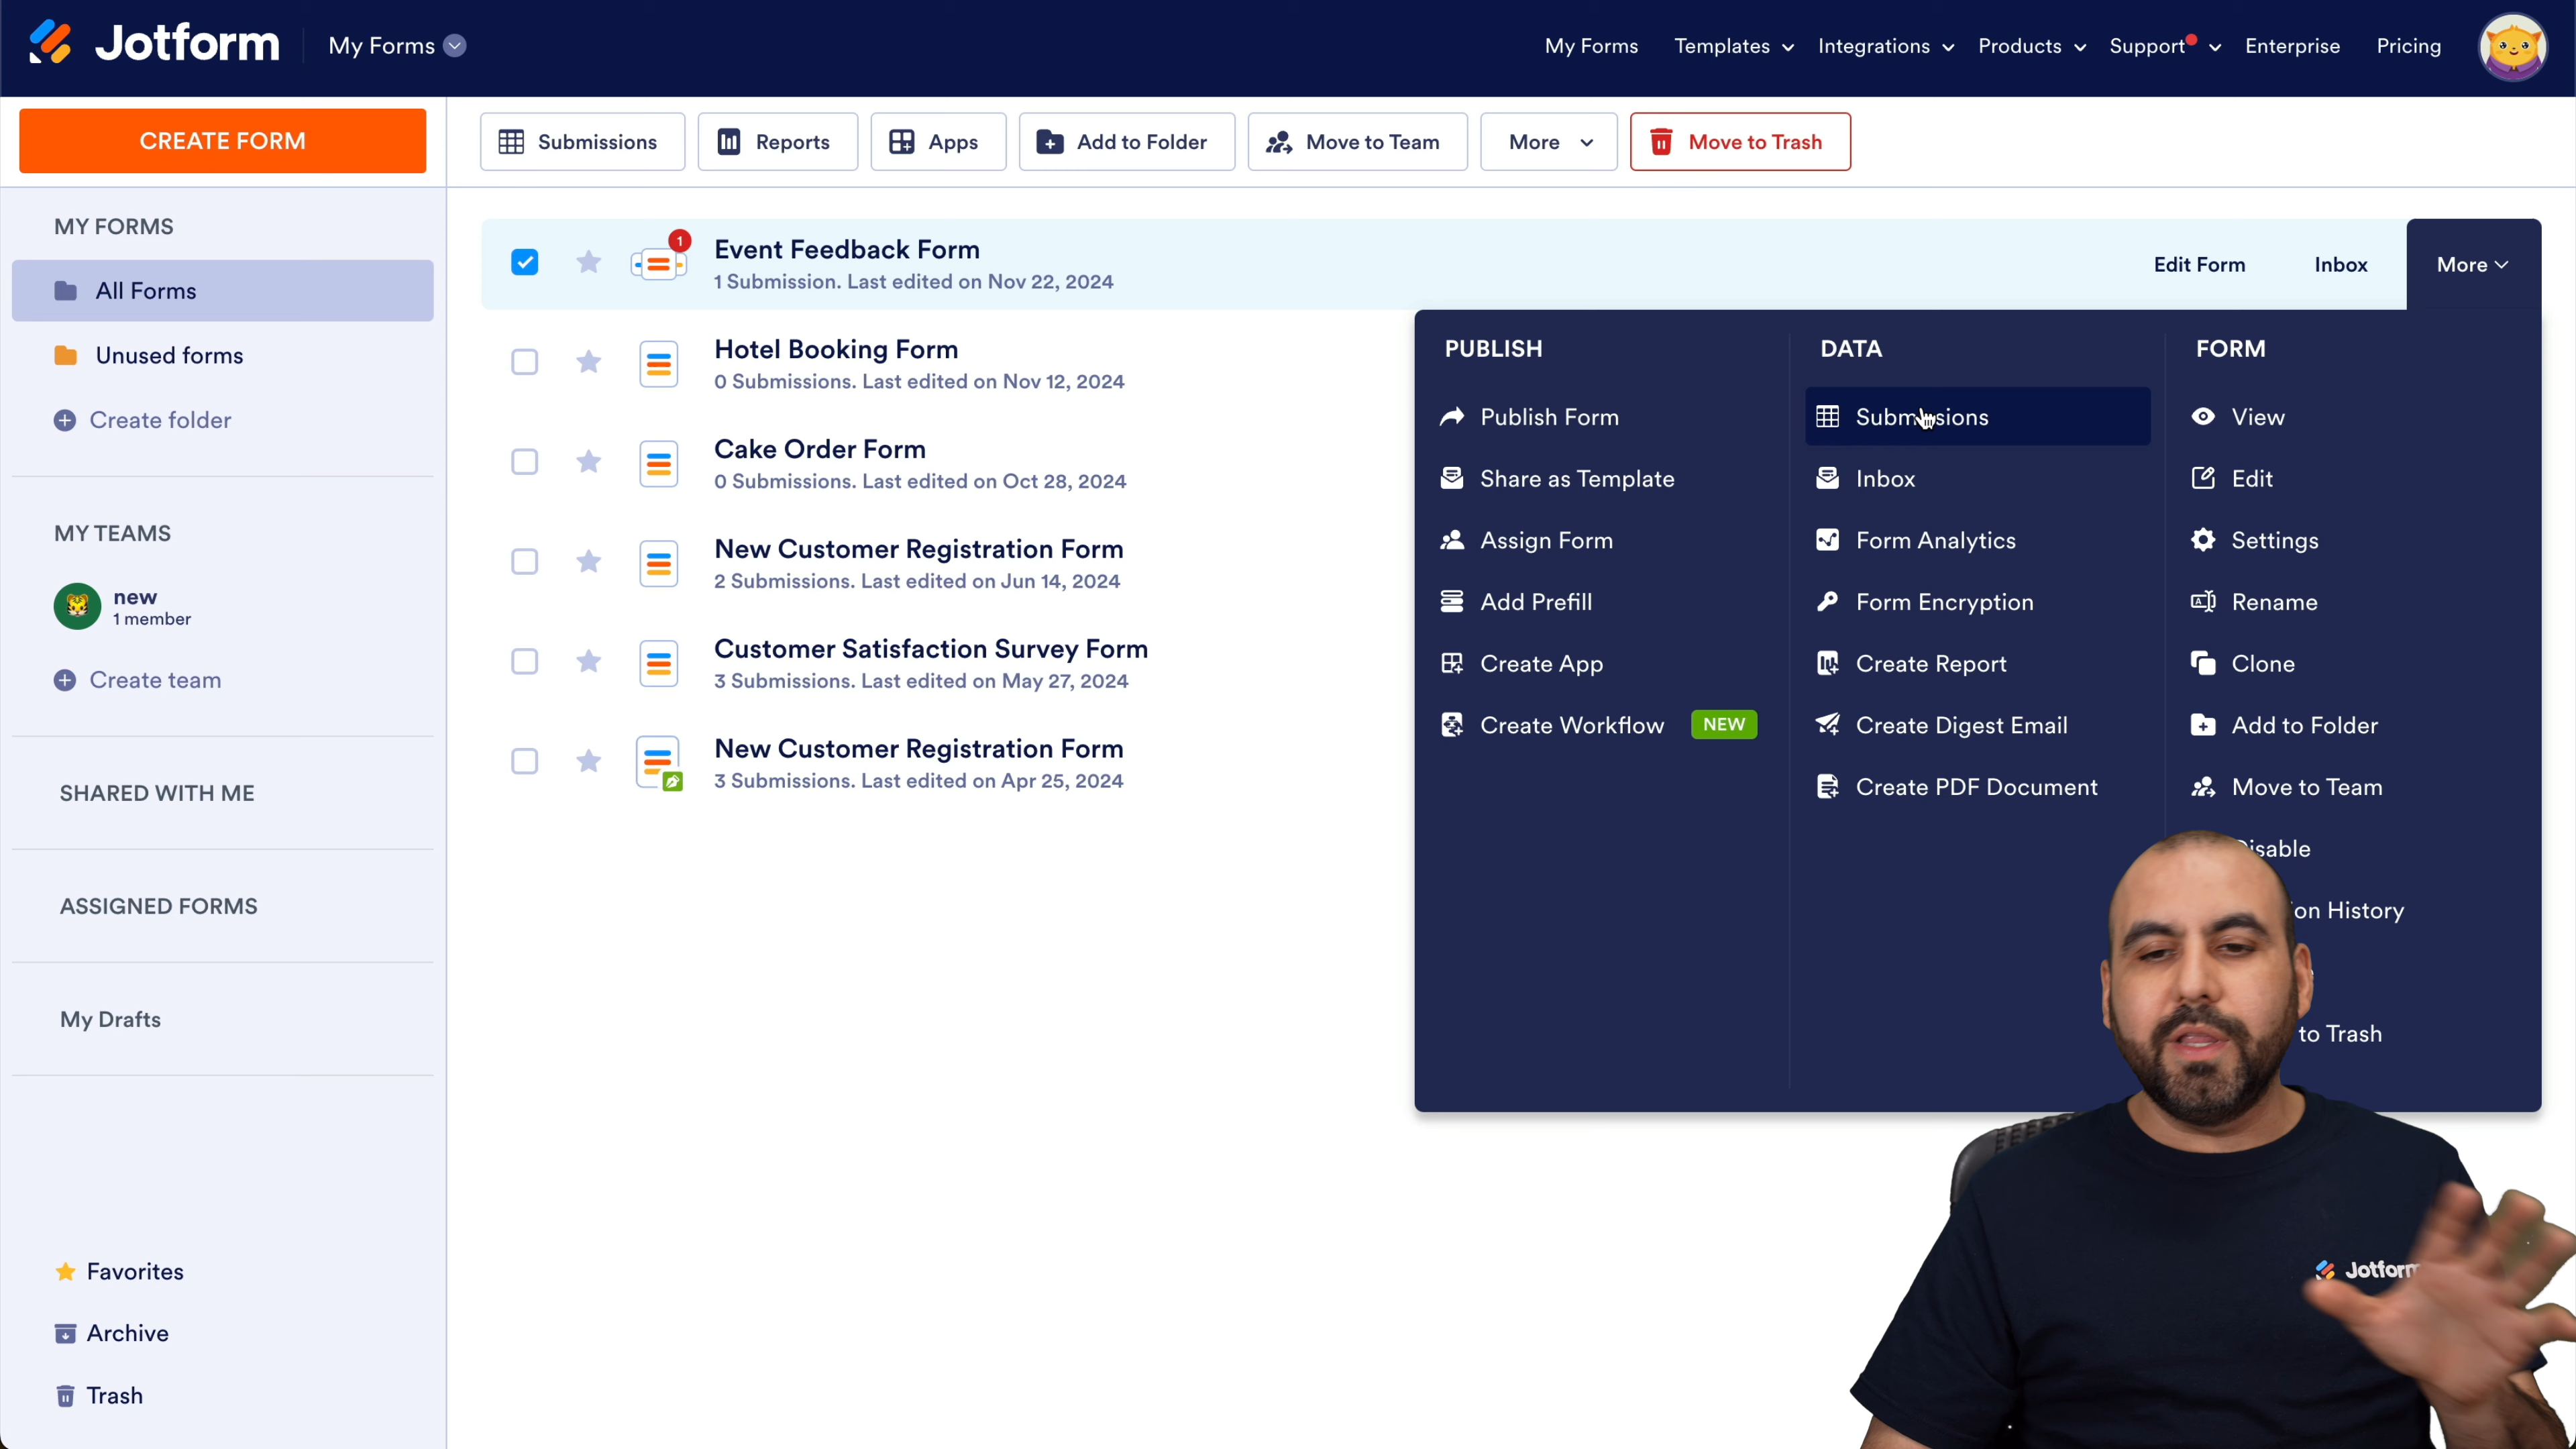 Jotform
My Forms
My Forms
Templates
Integrations
Products
Support
Enterprise
Pricing
CREATE FORM
Submissions
Reports
Apps
Add to Folder
Move to Team
More
Move to Trash
MY FORMS
All Forms
Unused forms
Create folder
MY TEAMS
new
1 member
Create team
SHARED WITH ME
ASSIGNED FORMS
My Drafts
Favorites
Archive
Trash
1
Event Feedback Form
1 Submission. Last edited on Nov 22, 2024
Edit Form
Inbox
More
Hotel Booking Form
0 Submissions. Last edited on Nov 12, 2024
Cake Order Form
0 Submissions. Last edited on Oct 28, 2024
New Customer Registration Form
2 Submissions. Last edited on Jun 14, 2024
Customer Satisfaction Survey Form
3 Submissions. Last edited on May 27, 2024
New Customer Registration Form
3 Submissions. Last edited on Apr 25, 2024
PUBLISH
Publish Form
Share as Template
Assign Form
Add Prefill
Create App
Create Workflow NEW
DATA
Submissions
Inbox
Form Analytics
Form Encryption
Create Report
Create Digest Email
Create PDF Document
FORM
View
Edit
Settings
Rename
Clone
Add to Folder
Move to Team
Disable
History
to Trash
Jotform